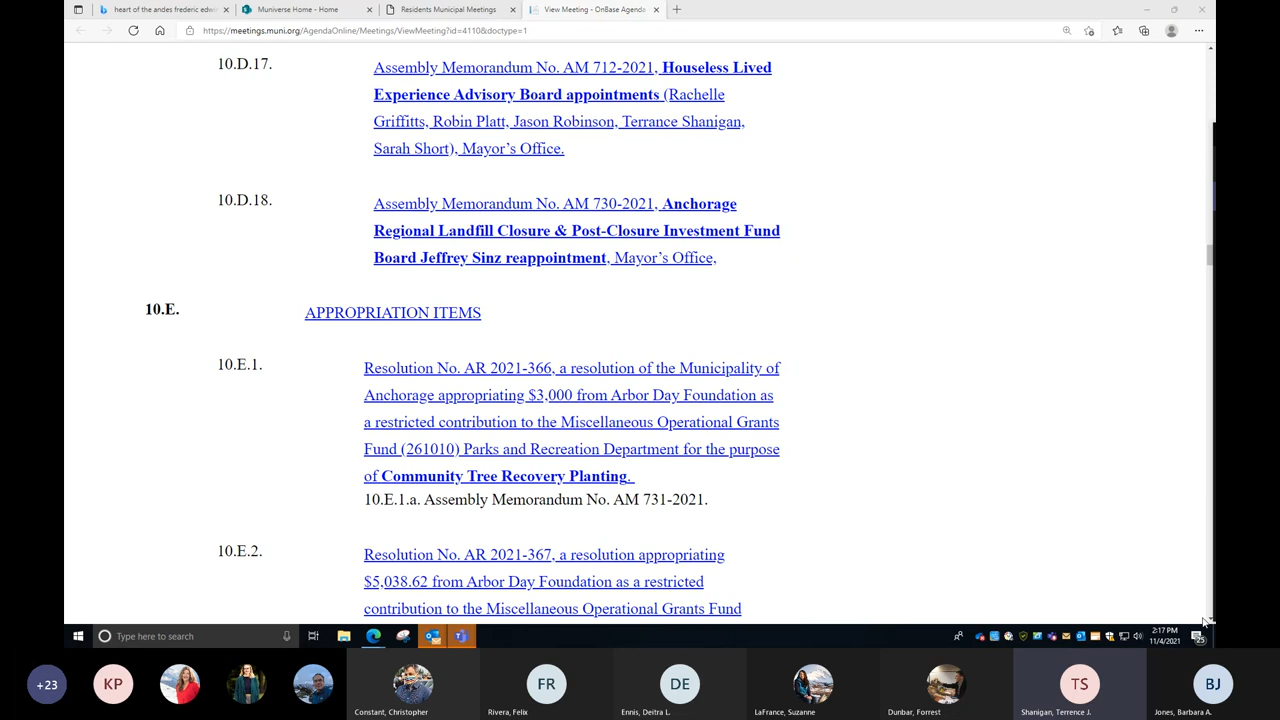 heart of the andes frederic edwi
Muniverse Home - Home
Residents Municipal Meetings
View Meeting - OnBase Agenda
https://meetings.muni.org/AgendaOnline/Meetings/ViewMeeting?id=4110&doctype=1
10.D.17.
Assembly Memorandum No. AM 712-2021, Houseless Lived
Experience Advisory Board appointments (Rachelle
Griffitts, Robin Platt, Jason Robinson, Terrance Shanigan,
Sarah Short), Mayor's Office.
10.D.18.
Assembly Memorandum No. AM 730-2021, Anchorage
Regional Landfill Closure & Post-Closure Investment Fund
Board Jeffrey Sinz reappointment, Mayor's Office,
10.E.
APPROPRIATION ITEMS
10.E.1.
Resolution No. AR 2021-366, a resolution of the Municipality of
Anchorage appropriating $3,000 from Arbor Day Foundation as
a restricted contribution to the Miscellaneous Operational Grants
Fund (261010) Parks and Recreation Department for the purpose
of Community Tree Recovery Planting.
10.E.1.a. Assembly Memorandum No. AM 731-2021.
10.E.2.
Resolution No. AR 2021-367, a resolution appropriating
$5,038.62 from Arbor Day Foundation as a restricted
contribution to the Miscellaneous Operational Grants Fund
Type here to search
2:17 PM
11/4/2021
25
+23
KP
Constant, Christopher
FR
Rivera, Felix
DE
Ennis, Deitra L.
LaFrance, Suzanne
Dunbar, Forrest
TS
Shanigan, Terrence J.
BJ
Jones, Barbara A.